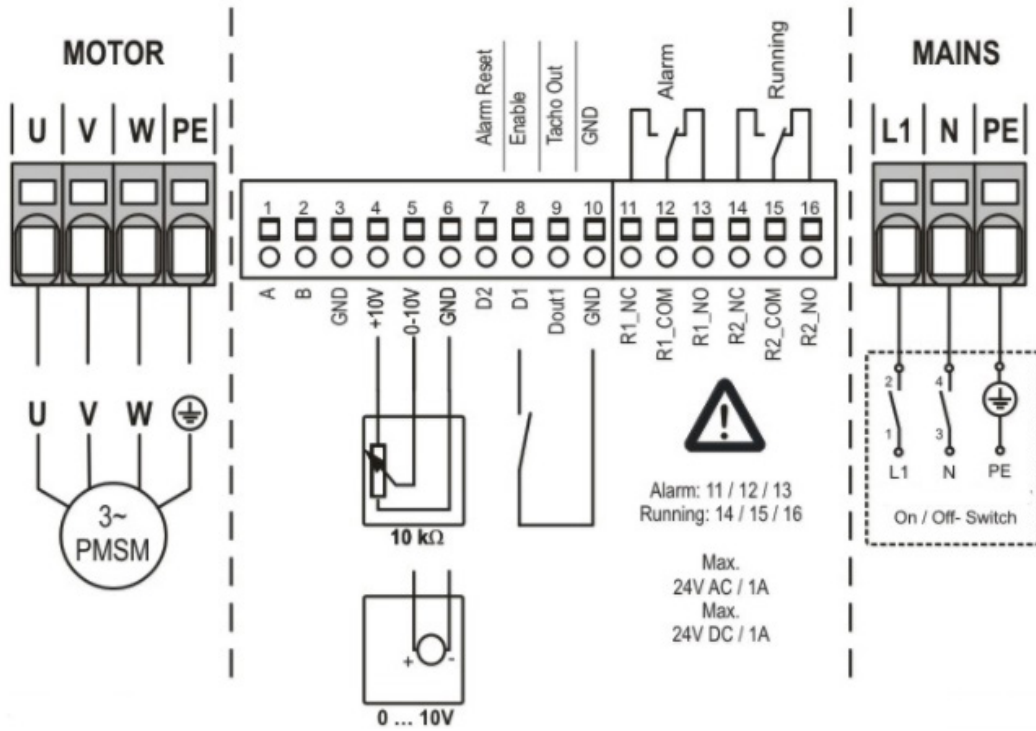 MOTOR
U V W PE
U V W
3~
PMSM
Alarm Reset
Enable
Tacho Out
GND
Alarm
Running
1 2 3 4 5 6 7 8 9 10 11 12 13 14 15 16
A
B
GND
+10V
0-10V
GND
D2
D1
Dout1
GND
R1_NC
R1_COM
R1_NO
R2_NC
R2_COM
R2_NO
10 kΩ
+ -
0 ... 10V
!
Alarm: 11 / 12 / 13
Running: 14 / 15 / 16
Max.
24V AC / 1A
Max.
24V DC / 1A
MAINS
L1 N PE
2 4
1 3
L1 N PE
On / Off- Switch